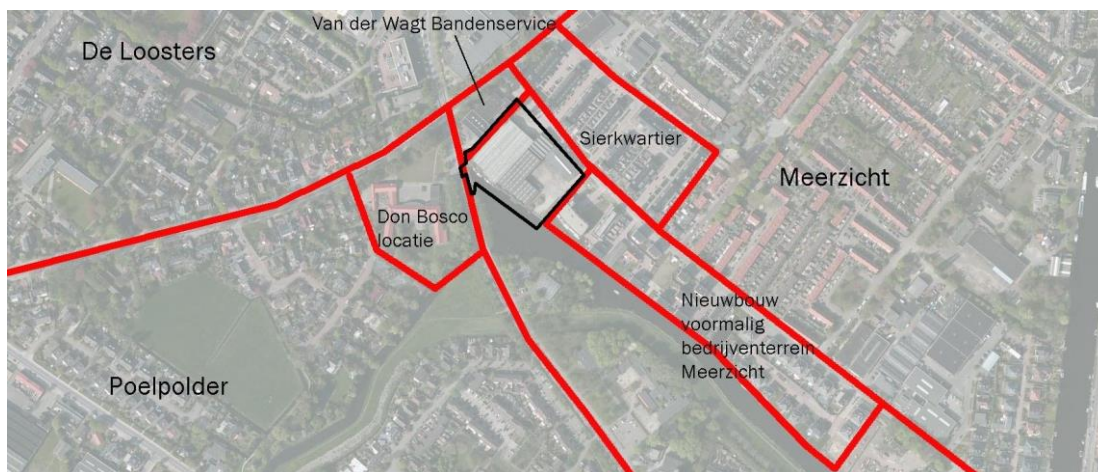 Van der Wagt Bandenservice
De Loosters
Sierkwartier
Meerzicht
Don Bosco
locatie
Nieuwbouw
voormalig
bedrijventerrein
Meerzicht
Poelpolder